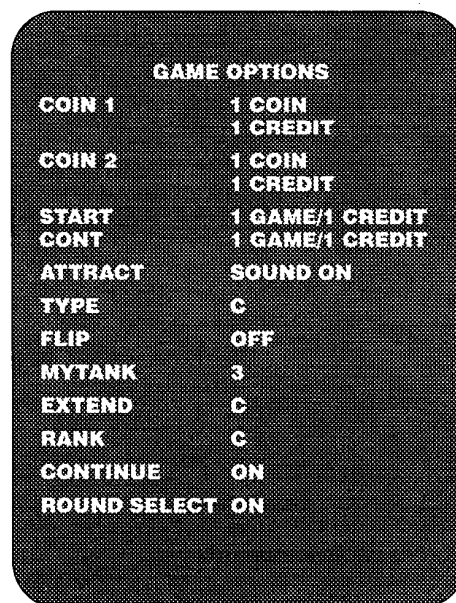 GAME OPTIONS
COIN 1 1 COIN
1 CREDIT
COIN 2 1 COIN
1 CREDIT
START 1 GAME/1 CREDIT
CONT 1 GAME/1 CREDIT
ATTRACT SOUND ON
TYPE C
FLIP OFF
MYTANK 3
EXTEND C
RANK C
CONTINUE ON
ROUND SELECT ON